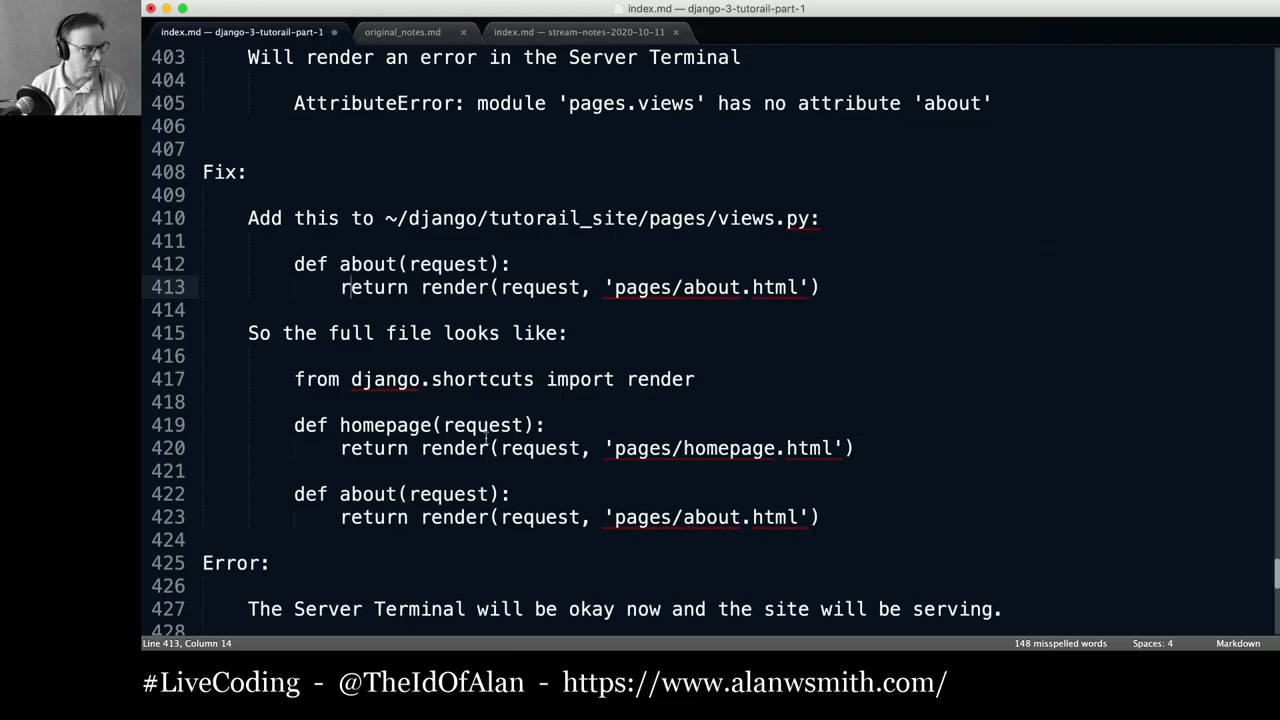 index.md — django-3-tutorail-part-1
index.md — django-3-tutorail-part-1
original_notes.md
index.md — stream-notes-2020-10-11
403 Will render an error in the Server Terminal
404
405 AttributeError: module 'pages.views' has no attribute 'about'
406
407
408 Fix:
409
410 Add this to ~/django/tutorail_site/pages/views.py:
411
412 def about(request):
413 return render(request, 'pages/about.html')
414
415 So the full file looks like:
416
417 from django.shortcuts import render
418
419 def homepage(request):
420 return render(request, 'pages/homepage.html')
421
422 def about(request):
423 return render(request, 'pages/about.html')
424
425 Error:
426
427 The Server Terminal will be okay now and the site will be serving.
428
Line 413, Column 14
148 misspelled words
Spaces: 4
Markdown
#LiveCoding - @TheIdOfAlan - https://www.alanwsmith.com/